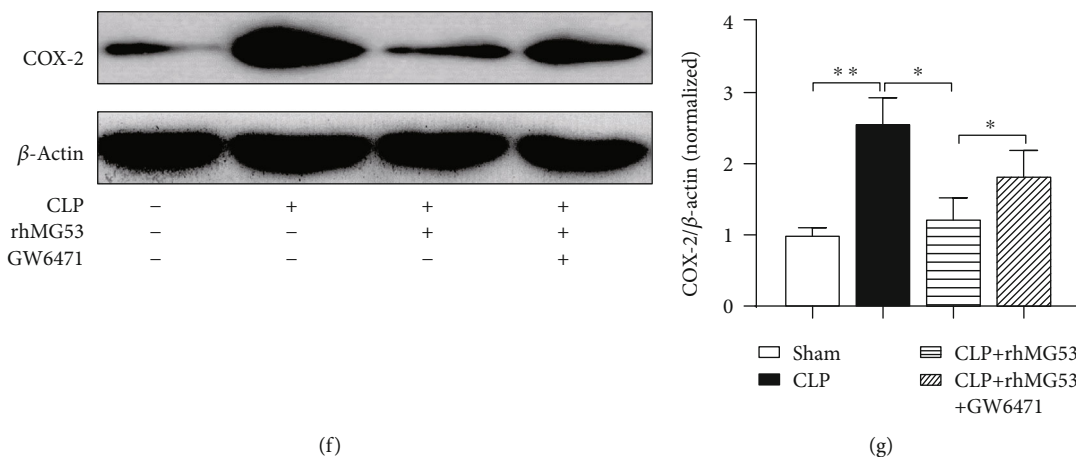 COX-2
β-Actin
CLP − + + +
rhMG53 − − + +
GW6471 − − − +
(f)
COX-2/β-actin (normalized)
4
3
2
1
0
** *
*
Sham
CLP
CLP+rhMG53
CLP+rhMG53
+GW6471
(g)